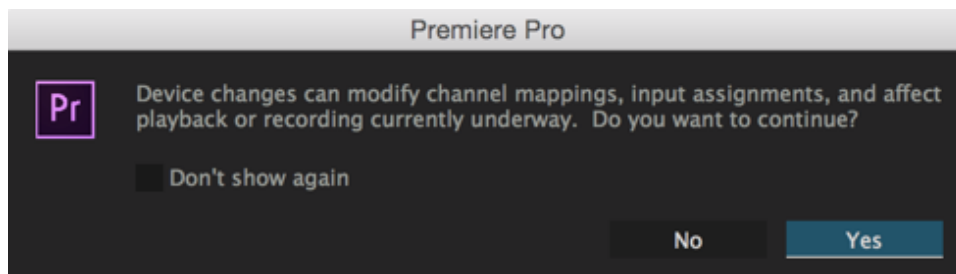 Premiere Pro
Pr
Device changes can modify channel mappings, input assignments, and affect
playback or recording currently underway.  Do you want to continue?
Don't show again
No
Yes